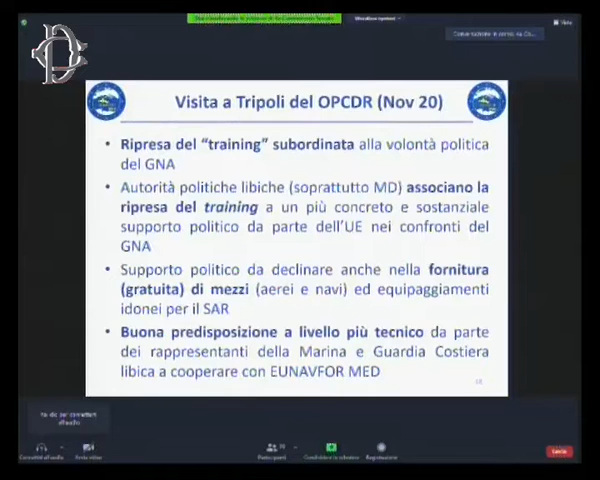 Visita a Tripoli del OPCDR (Nov 20)
• Ripresa del “training” subordinata alla volontà politica
del GNA
• Autorità politiche libiche (soprattutto MD) associano la
ripresa del training a un più concreto e sostanziale
supporto politico da parte dell’UE nei confronti del
GNA
• Supporto politico da declinare anche nella fornitura
(gratuita) di mezzi (aerei e navi) ed equipaggiamenti
idonei per il SAR
• Buona predisposizione a livello più tecnico da parte
dei rappresentanti della Marina e Guardia Costiera
libica a cooperare con EUNAVFOR MED